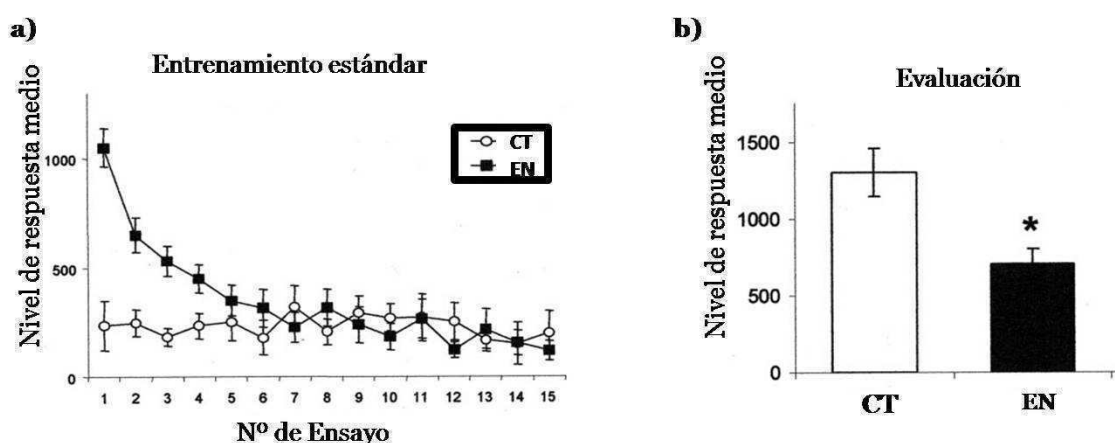 a)
Entrenamiento estándar
Nivel de respuesta medio
1000
500
0
CT
EN
1 2 3 4 5 6 7 8 9 10 11 12 13 14 15
Nº de Ensayo
b)
Evaluación
Nivel de respuesta medio
1500
1000
500
0
*
CT EN